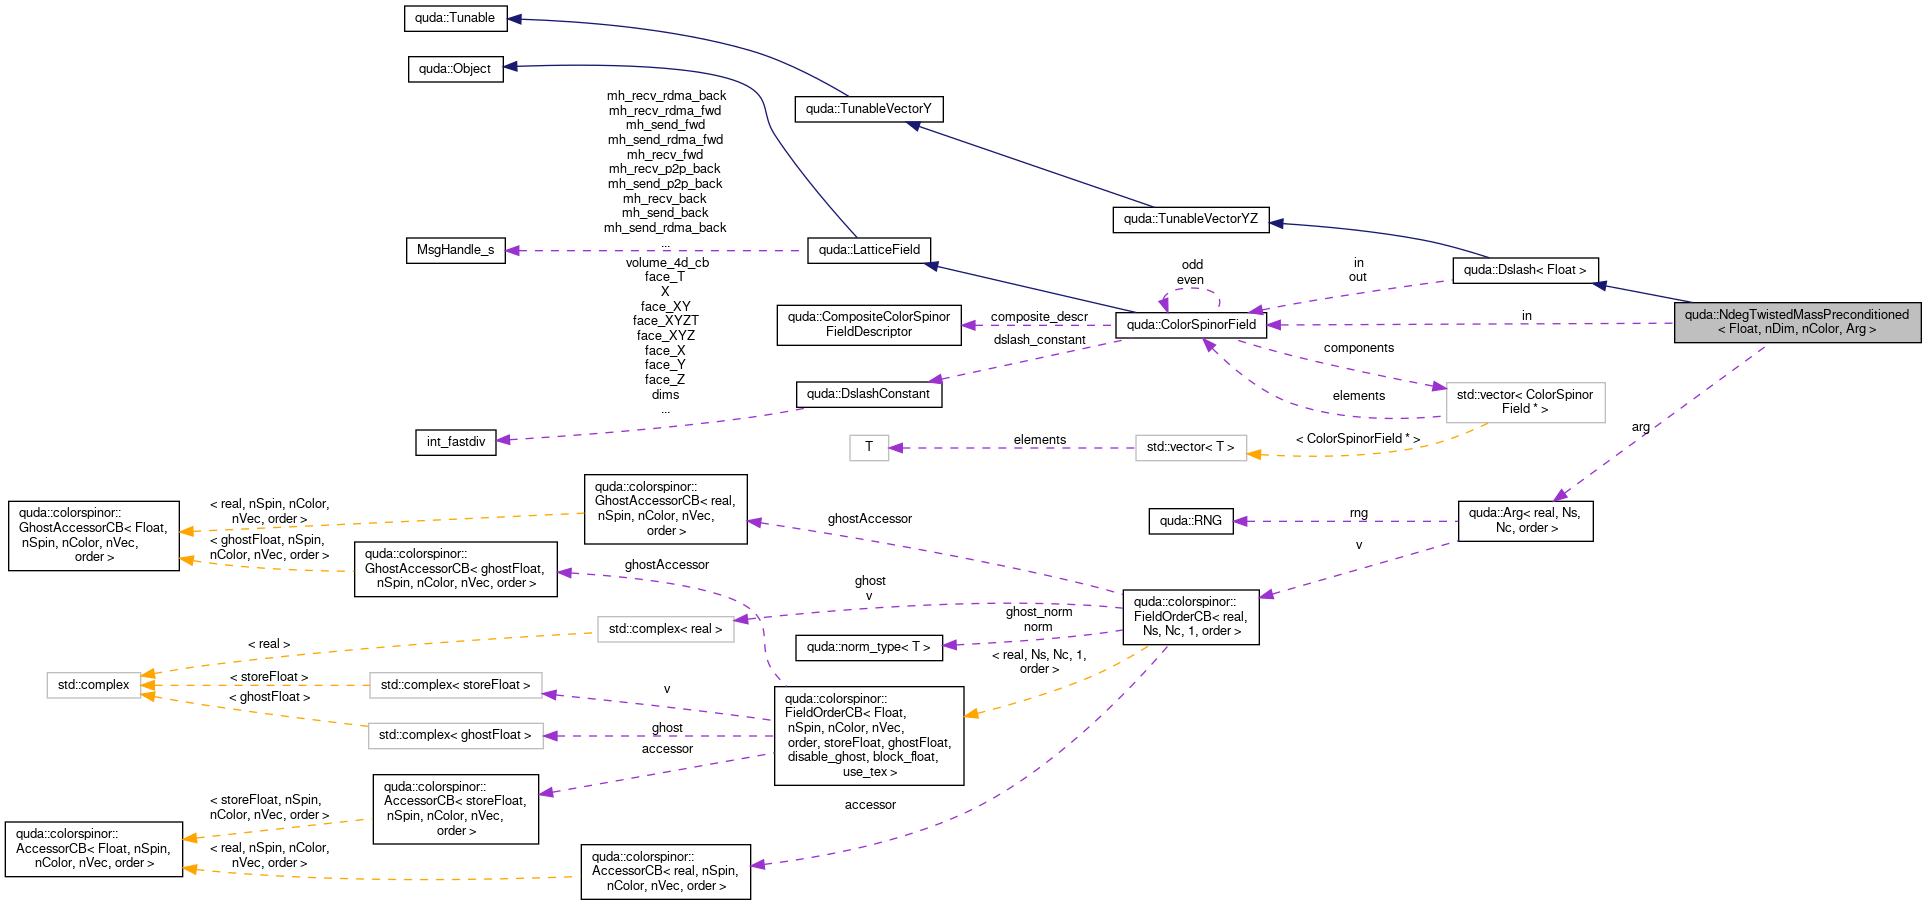 quda::Tunable
quda::Object
mh_recv_rdma_back
mh_recv_rdma_fwd
mh_send_fwd
mh_send_rdma_fwd
mh_recv_fwd
mh_recv_p2p_back
mh_send_p2p_back
mh_recv_back
mh_send_back
mh_send_rdma_back
...
quda::TunableVectorY
quda::TunableVectorYZ
MsgHandle_s
quda::LatticeField
quda::Dslash< Float >
in
out
odd
even
volume_4d_cb
face_T
X
face_XY
face_XYZT
face_XYZ
face_X
face_Y
face_Z
dims
...
quda::CompositeColorSpinor
FieldDescriptor
composite_descr
quda::ColorSpinorField
in
quda::NdegTwistedMassPreconditioned
< Float, nDim, nColor, Arg >
dslash_constant
components
quda::DslashConstant
elements
std::vector< ColorSpinor
Field * >
int_fastdiv
T
elements
std::vector< T >
< ColorSpinorField * >
arg
quda::colorspinor::
GhostAccessorCB< Float,
nSpin, nColor, nVec,
order >
< real, nSpin, nColor,
nVec, order >
quda::colorspinor::
GhostAccessorCB< real,
nSpin, nColor, nVec,
order >
ghostAccessor
quda::RNG
rng
quda::Arg< real, Ns,
Nc, order >
< ghostFloat, nSpin,
nColor, nVec, order >
quda::colorspinor::
GhostAccessorCB< ghostFloat,
nSpin, nColor, nVec, order >
ghostAccessor
v
ghost
v
quda::colorspinor::
FieldOrderCB< real,
Ns, Nc, 1, order >
std::complex< real >
ghost_norm
norm
quda::norm_type< T >
< real >
< real, Ns, Nc, 1,
order >
std::complex
< storeFloat >
std::complex< storeFloat >
v
< ghostFloat >
std::complex< ghostFloat >
ghost
quda::colorspinor::
FieldOrderCB< Float,
nSpin, nColor, nVec,
order, storeFloat, ghostFloat,
disable_ghost, block_float,
use_tex >
accessor
quda::colorspinor::
AccessorCB< storeFloat,
nSpin, nColor, nVec,
order >
< storeFloat, nSpin,
nColor, nVec, order >
accessor
quda::colorspinor::
AccessorCB< Float, nSpin,
nColor, nVec, order >
< real, nSpin, nColor,
nVec, order >
quda::colorspinor::
AccessorCB< real, nSpin,
nColor, nVec, order >